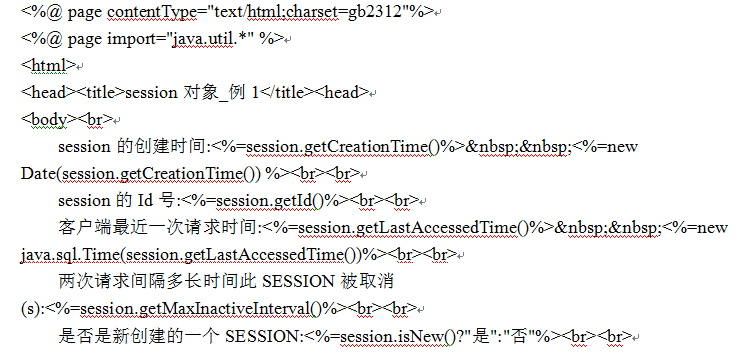 <%@ page contentType="text/html;charset=gb2312"%>
<%@ page import="java.util.*" %>
<html>
<head><title>session 对象_例 1</title><head>
<body><br>
session 的创建时间:<%=session.getCreationTime()%>&nbsp;&nbsp;<%=new
Date(session.getCreationTime()) %><br><br>
session 的 Id 号:<%=session.getId()%><br><br>
客户端最近一次请求时间:<%=session.getLastAccessedTime()%>&nbsp;&nbsp;<%=new
java.sql.Time(session.getLastAccessedTime())%><br><br>
两次请求间隔多长时间此 SESSION 被取消
(s):<%=session.getMaxInactiveInterval()%><br><br>
是否是新创建的一个 SESSION:<%=session.isNew()?"是":"否"%><br><br>